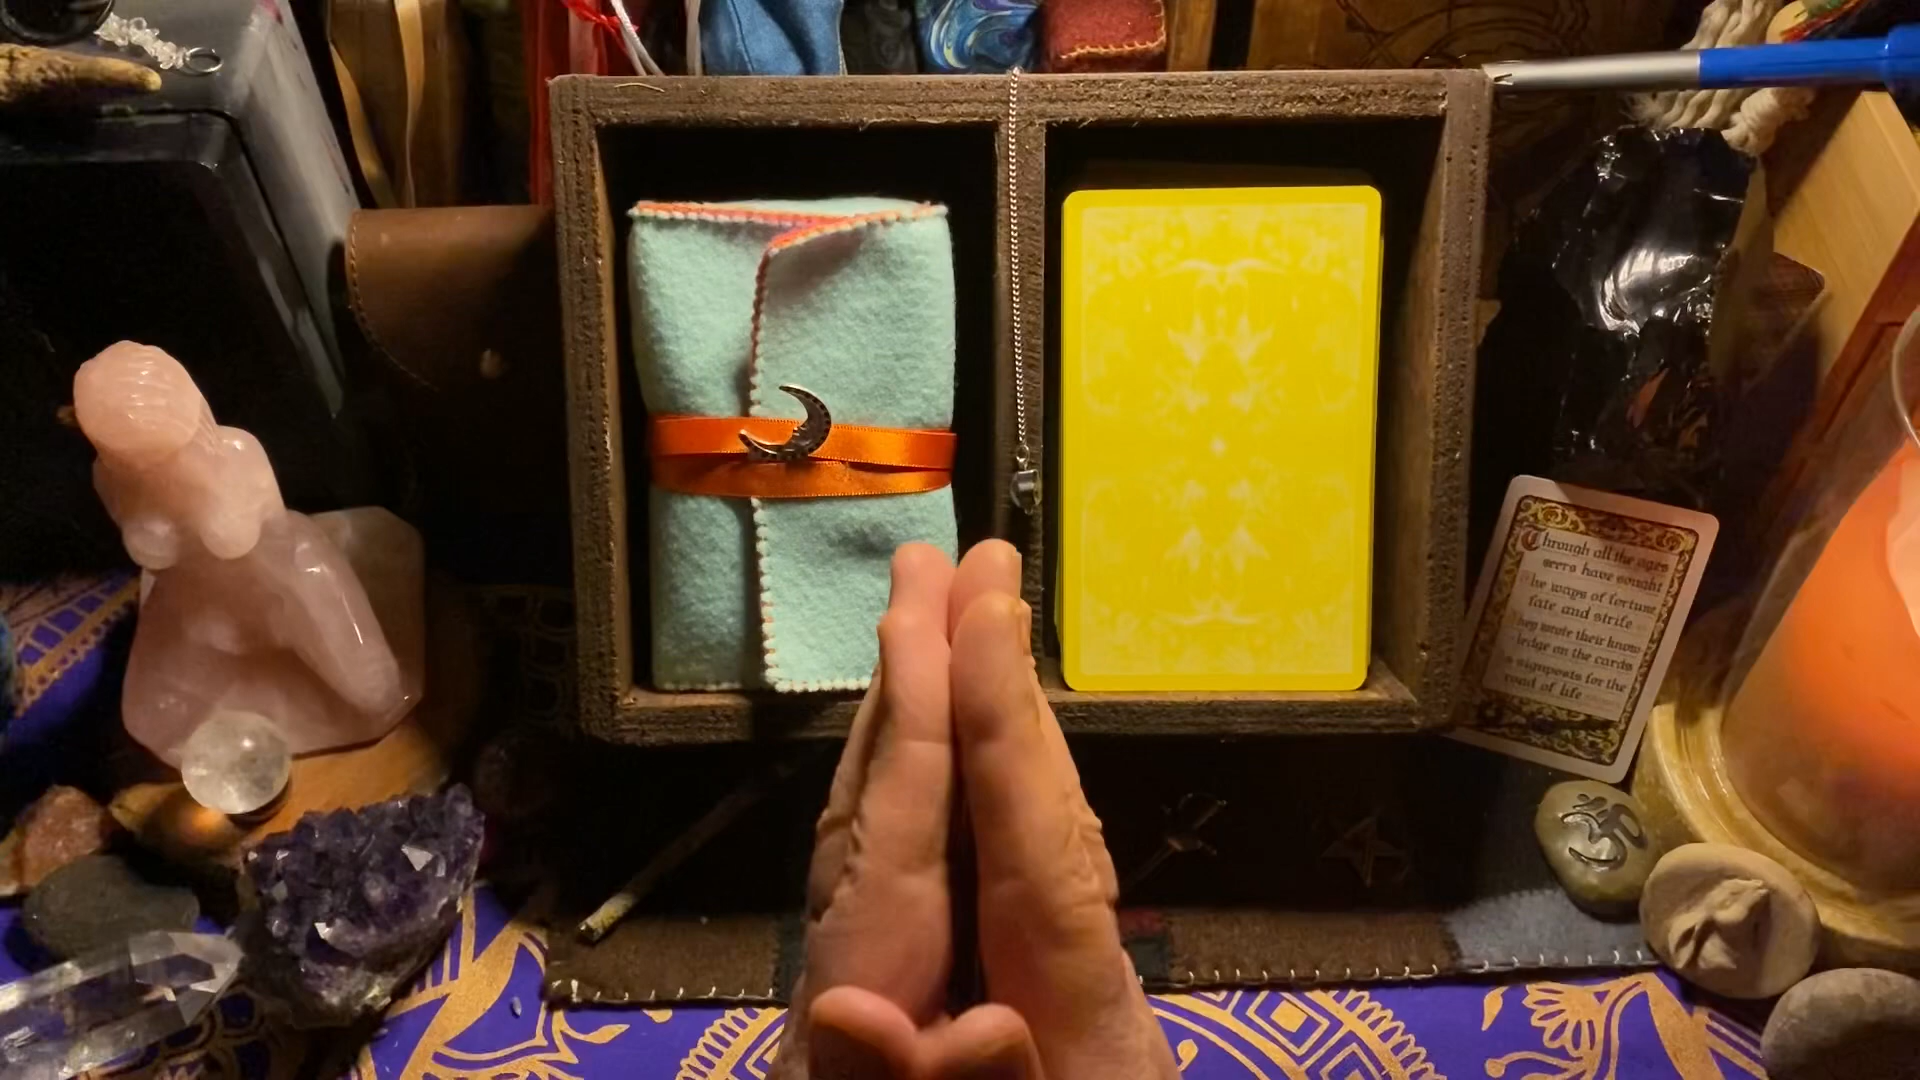 Through all the ages
seers have sought
The ways of fortune
fate and strife
They wrote their know
ledge on the cards
as signposts for the
road of life